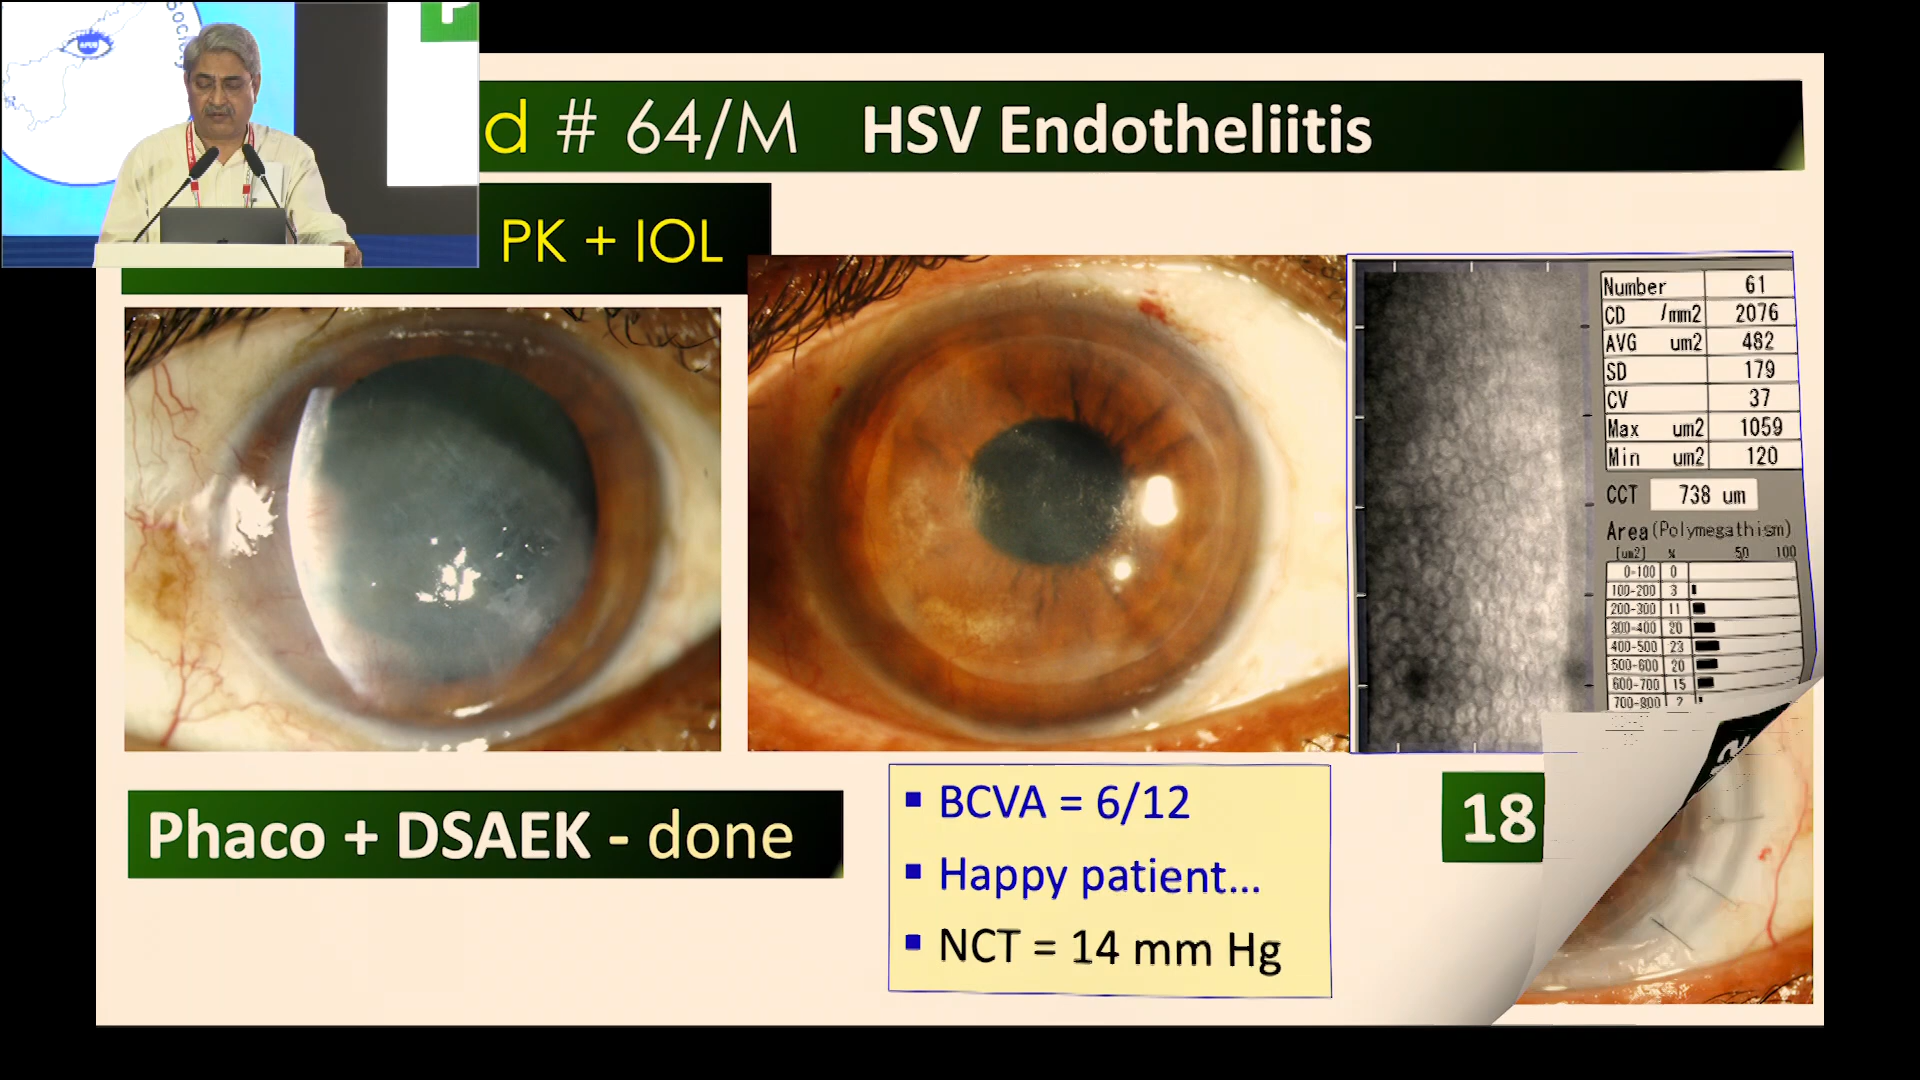 Society
d # 64/M HSV Endotheliitis
PK + IOL
Number 61
CD /mm2 2076
AVG um2 482
SD 179
CV 37
Max um2 1059
Min um2 120
CCT 738 um
Area (Polymegathism)
[um2] % 50 100
0-100 0
100-200 3
200-300 11
300-400 20
400-500 23
500-600 20
600-700 15
700-800 2
Phaco + DSAEK - done
▪ BCVA = 6/12
▪ Happy patient...
▪ NCT = 14 mm Hg
18